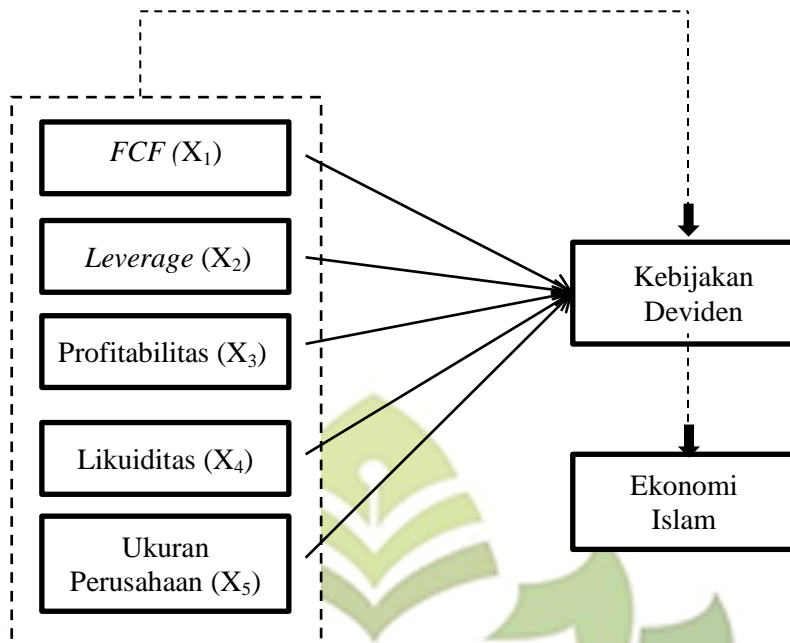 FCF (X₁)
Leverage (X₂)
Profitabilitas (X₃)
Likuiditas (X₄)
Ukuran
Perusahaan (X₅)
Kebijakan
Deviden
Ekonomi
Islam